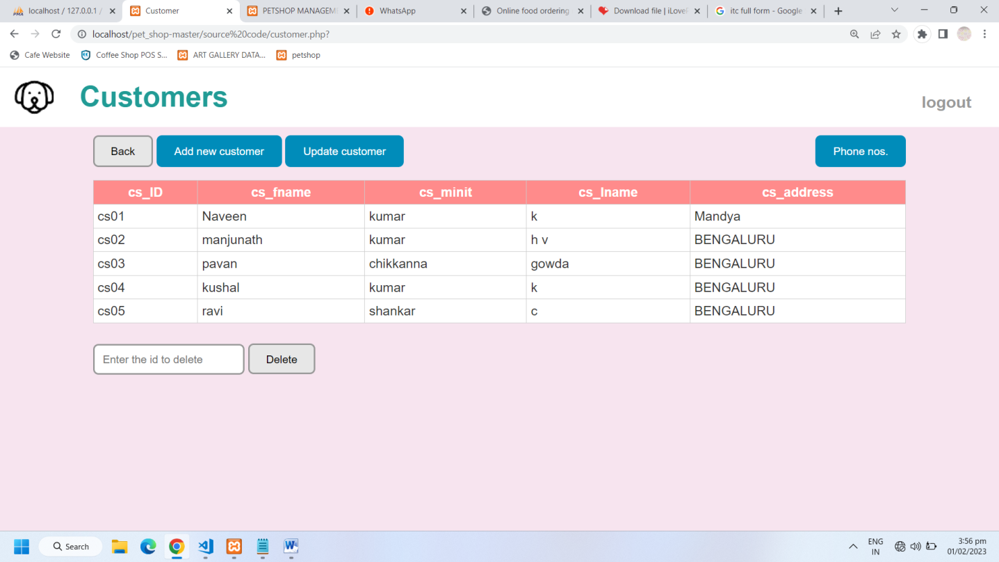 localhost / 127.0.0.1 / Customer PETSHOP MANAGEM WhatsApp Online food ordering Download file | iLove itc full form - Google
localhost/pet_shop-master/source%20code/customer.php?
Cafe Website Coffee Shop POS S... ART GALLERY DATA... petshop
Customers
logout
Back Add new customer Update customer Phone nos.
cs_ID cs_fname cs_minit cs_lname cs_address
cs01 Naveen kumar k Mandya
cs02 manjunath kumar h v BENGALURU
cs03 pavan chikkanna gowda BENGALURU
cs04 kushal kumar k BENGALURU
cs05 ravi shankar c BENGALURU
Enter the id to delete Delete
Search
ENG
IN
3:56 pm
01/02/2023